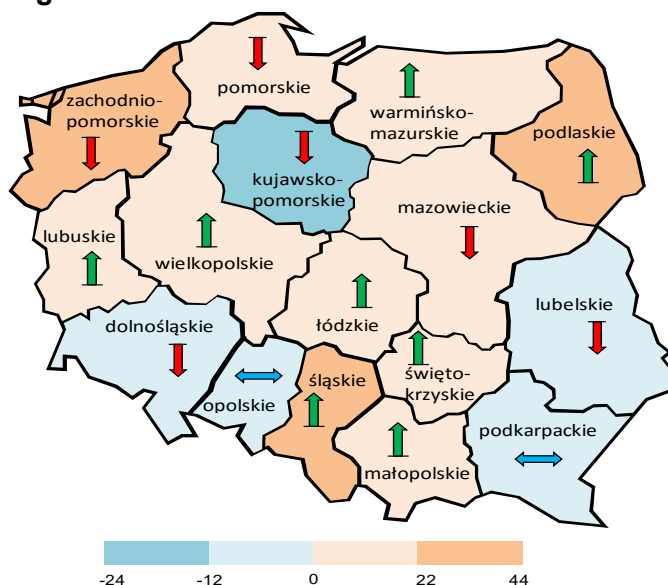 pomorskie
zachodnio-
pomorskie
warmińsko-
mazurskie
podlaskie
kujawsko-
pomorskie
mazowieckie
lubuskie
wielkopolskie
łódzkie
lubelskie
dolnośląskie
opolskie
śląskie
święto-
krzyskie
podkarpackie
małopolskie
-24 -12 0 22 44